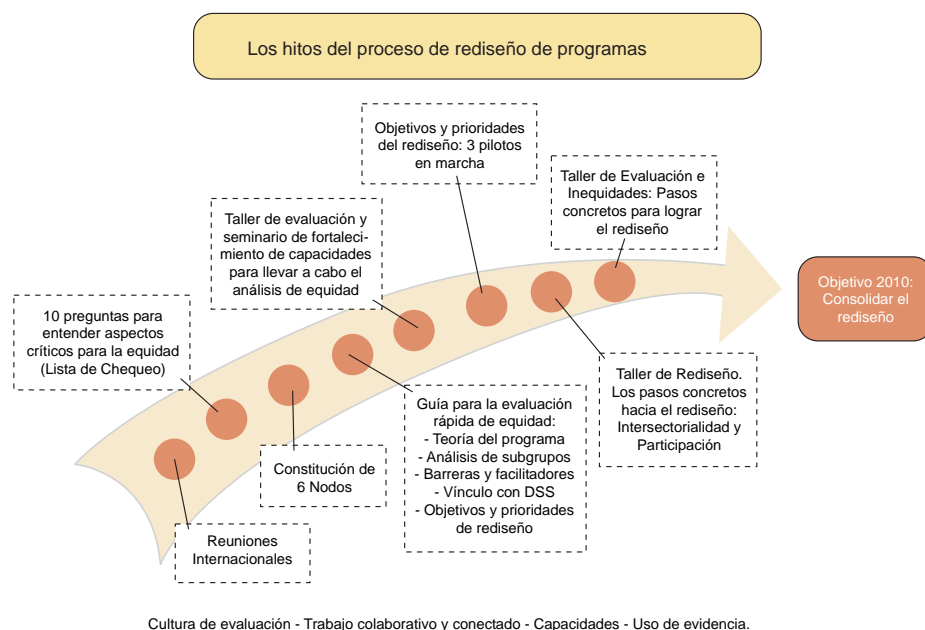 Los hitos del proceso de rediseño de programas
Objetivos y prioridades
del rediseño: 3 pilotos
en marcha
Taller de Evaluación e
Inequidades: Pasos
concretos para lograr
el rediseño
Taller de evaluación y
seminario de fortaleci-
miento de capacidades
para llevar a cabo el
análisis de equidad
Objetivo 2010:
Consolidar el
rediseño
10 preguntas para
entender aspectos
críticos para la equidad
(Lista de Chequeo)
Taller de Rediseño.
Los pasos concretos
hacia el rediseño:
Intersectorialidad y
Participación
Guía para la evaluación
rápida de equidad:
- Teoría del programa
- Análisis de subgrupos
- Barreras y facilitadores
- Vínculo con DSS
- Objetivos y prioridades
de rediseño
Constitución de
6 Nodos
Reuniones
Internacionales
Cultura de evaluación - Trabajo colaborativo y conectado - Capacidades - Uso de evidencia.